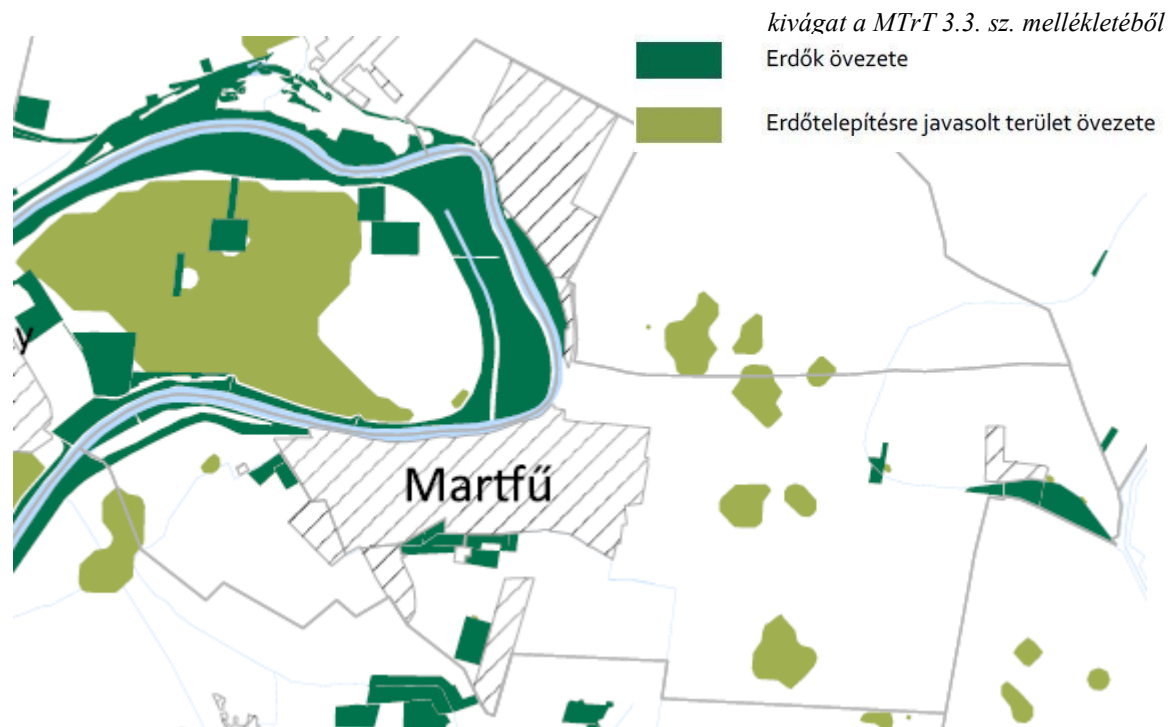 kivágat a MTrT 3.3. sz. mellékletéből
Erdők övezete
Erdőtelepítésre javasolt terület övezete
y
Martfű